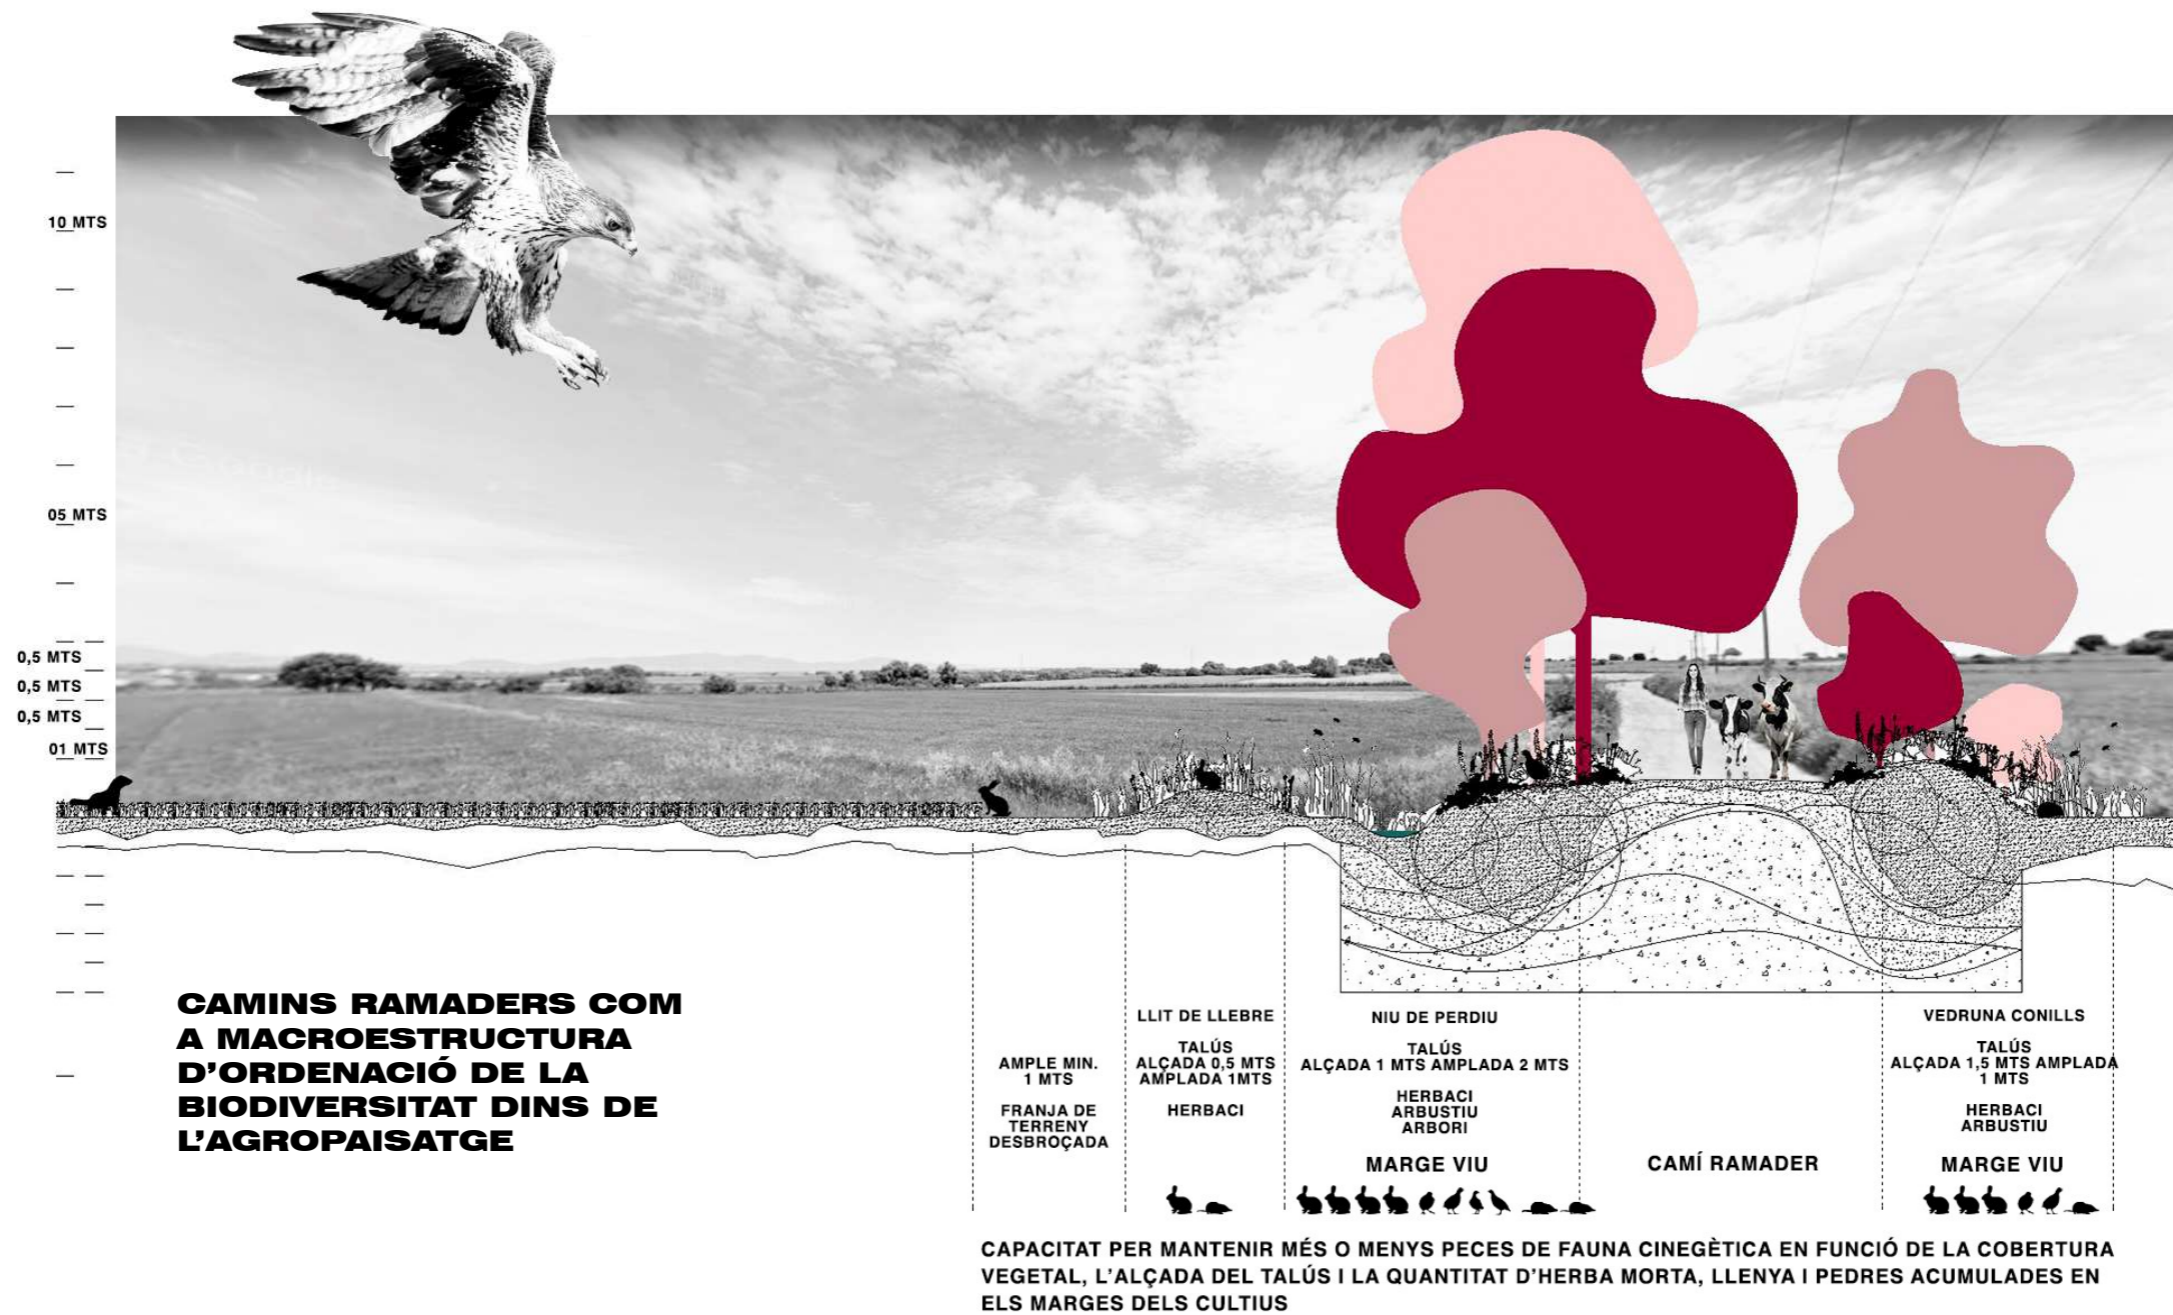 10 MTS
05 MTS
0,5 MTS
0,5 MTS
0,5 MTS
01 MTS
CAMINS RAMADERS COM
A MACROESTRUCTURA
D'ORDENACIÓ DE LA
BIODIVERSITAT DINS DE
L'AGROPAISATGE
AMPLE MIN.
1 MTS
FRANJA DE
TERRENY
DESBROÇADA
LLIT DE LLEBRE
TALÚS
ALÇADA 0,5 MTS
AMPLADA 1MTS
HERBACI
NIU DE PERDIU
TALÚS
ALÇADA 1 MTS AMPLADA 2 MTS
HERBACI
ARBUSTIU
ARBORI
MARGE VIU
CAMÍ RAMADER
VEDRUNA CONILLS
TALÚS
ALÇADA 1,5 MTS AMPLADA
1 MTS
HERBACI
ARBUSTIU
MARGE VIU
CAPACITAT PER MANTENIR MÉS O MENYS PECES DE FAUNA CINEGÈTICA EN FUNCIÓ DE LA COBERTURA
VEGETAL, L'ALÇADA DEL TALÚS I LA QUANTITAT D'HERBA MORTA, LLENYA I PEDRES ACUMULADES EN
ELS MARGES DELS CULTIUS